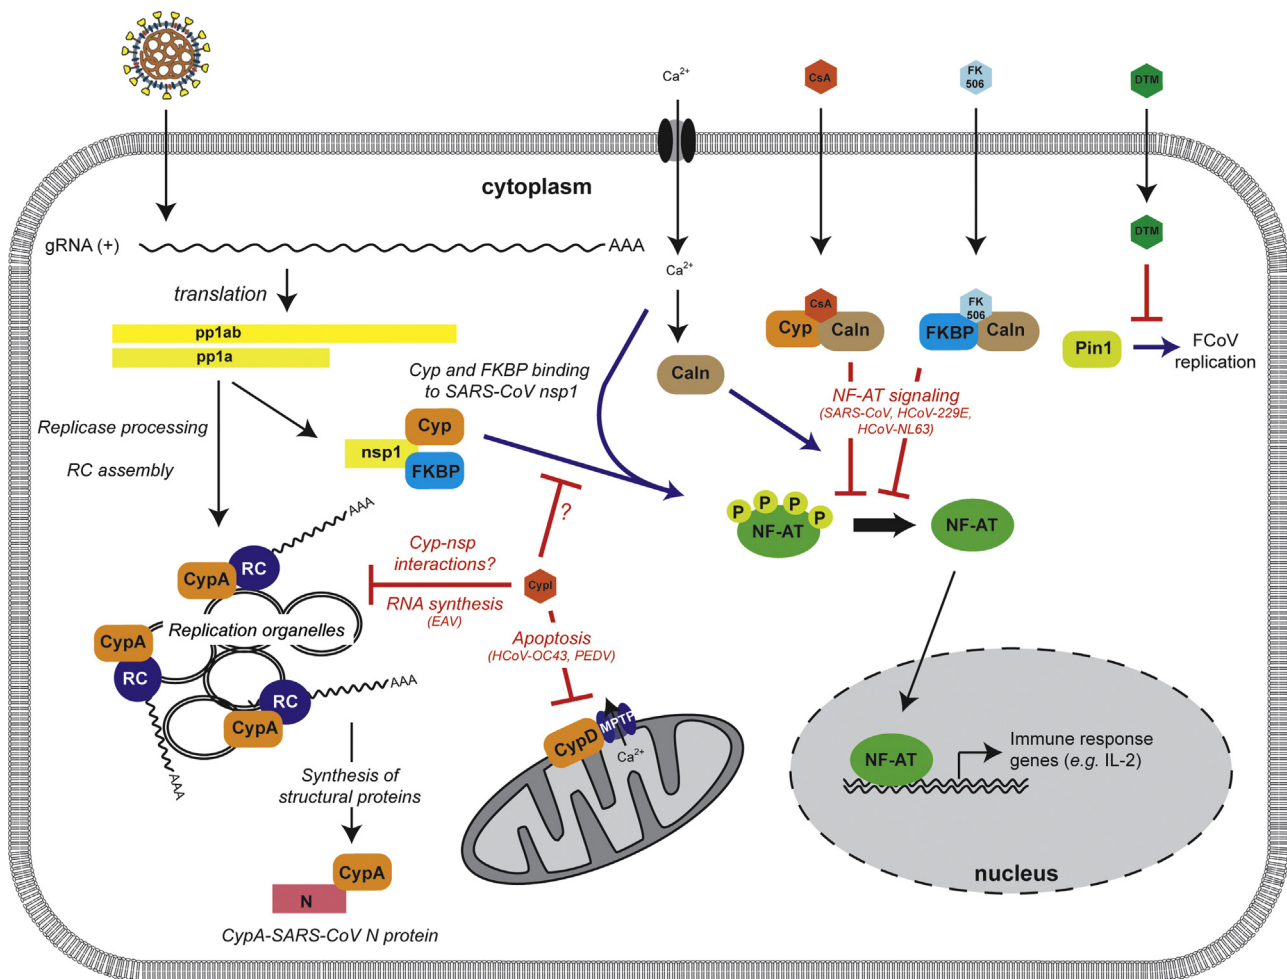 Ca2+
CsA
FK
506
DTM
cytoplasm
gRNA (+)
AAA
Ca2+
DTM
translation
pp1ab
pp1a
CsA
Cyp
Caln
FK
506
FKBP
Caln
Pin1
FCoV
replication
Cyp and FKBP binding
to SARS-CoV nsp1
Caln
NF-AT signaling
(SARS-CoV, HCoV-229E,
HCoV-NL63)
Replicase processing
RC assembly
Cyp
nsp1
FKBP
AAA
?
P
P
P
P
NF-AT
NF-AT
CypA
RC
Cyp-nsp
interactions?
RNA synthesis
(EAV)
CypI
Replication organelles
Apoptosis
(HCoV-OC43, PEDV)
CypA
RC
RC
AAA
CypA
AAA
CypD
MPTP
Ca2+
NF-AT
Immune response
genes (e.g. IL-2)
Synthesis of
structural proteins
CypA
N
CypA-SARS-CoV N protein
nucleus